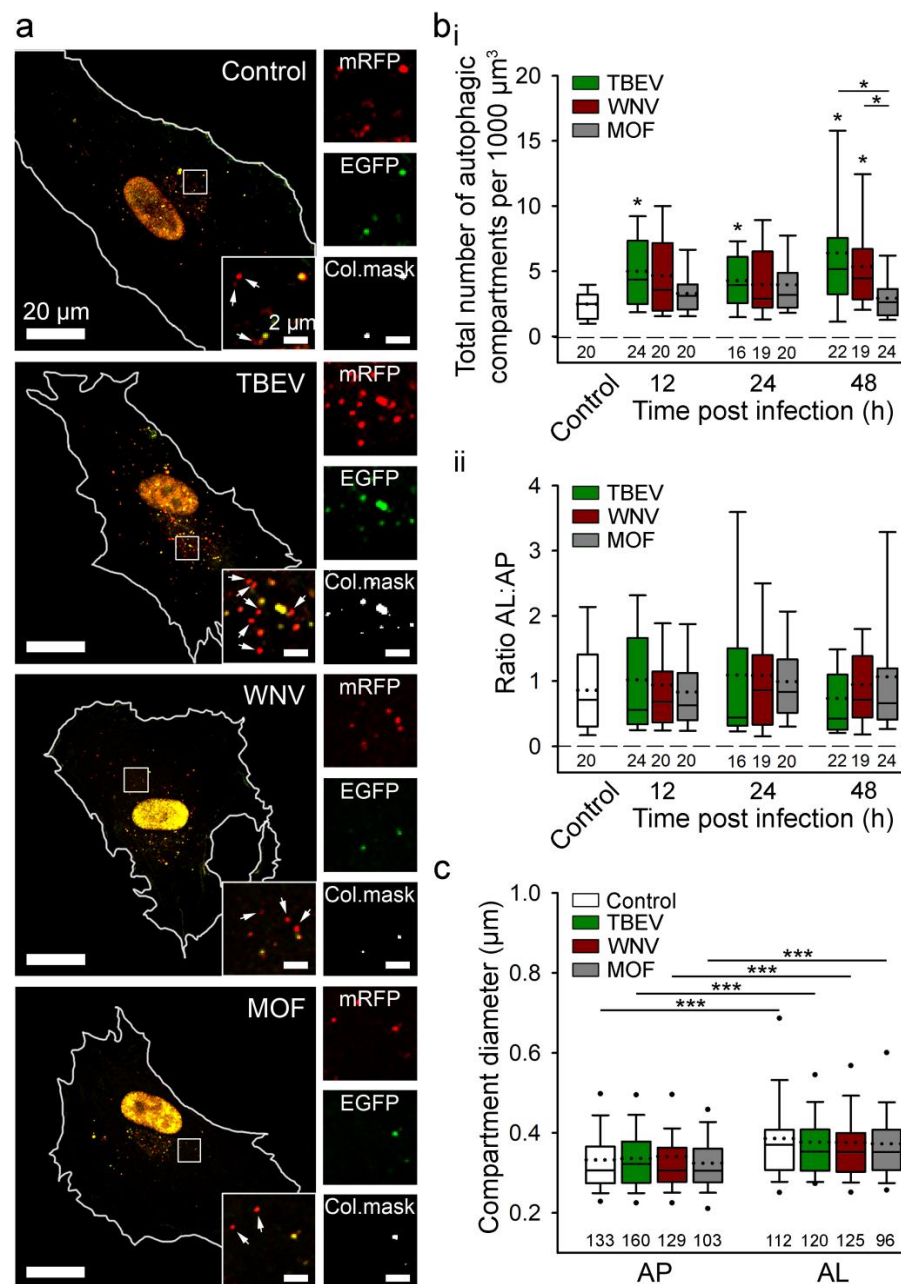 a
Control
mRFP
EGFP
Col.mask
20 µm
2 µm
TBEV
mRFP
EGFP
Col.mask
WNV
mRFP
EGFP
Col.mask
MOF
mRFP
EGFP
Col.mask
b i
Total number of autophagic
compartments per 1000 µm³
20
15
10
5
0
TBEV
WNV
MOF
* * * * * *
20 24 20 20 16 19 20 22 19 24
Control 12 24 48
Time post infection (h)
ii
Ratio AL:AP
4
3
2
1
0
TBEV
WNV
MOF
20 24 20 20 16 19 20 22 19 24
Control 12 24 48
Time post infection (h)
c
Compartment diameter (µm)
1.0
0.8
0.6
0.4
0.2
Control
TBEV
WNV
MOF
***
***
***
***
133 160 129 103 112 120 125 96
AP AL